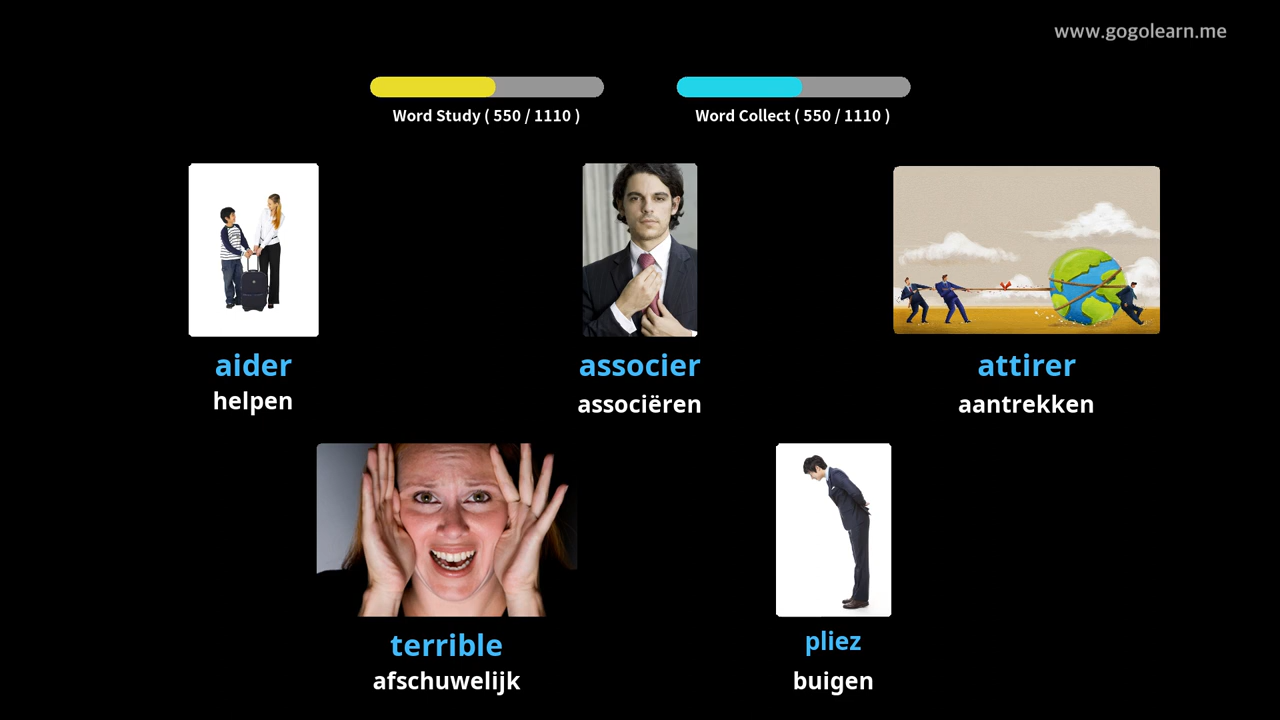 www.gogolearn.me
Word Study ( 550 / 1110 )
Word Collect ( 550 / 1110 )
aider
helpen
associer
associëren
attirer
aantrekken
terrible
afschuwelijk
pliez
buigen